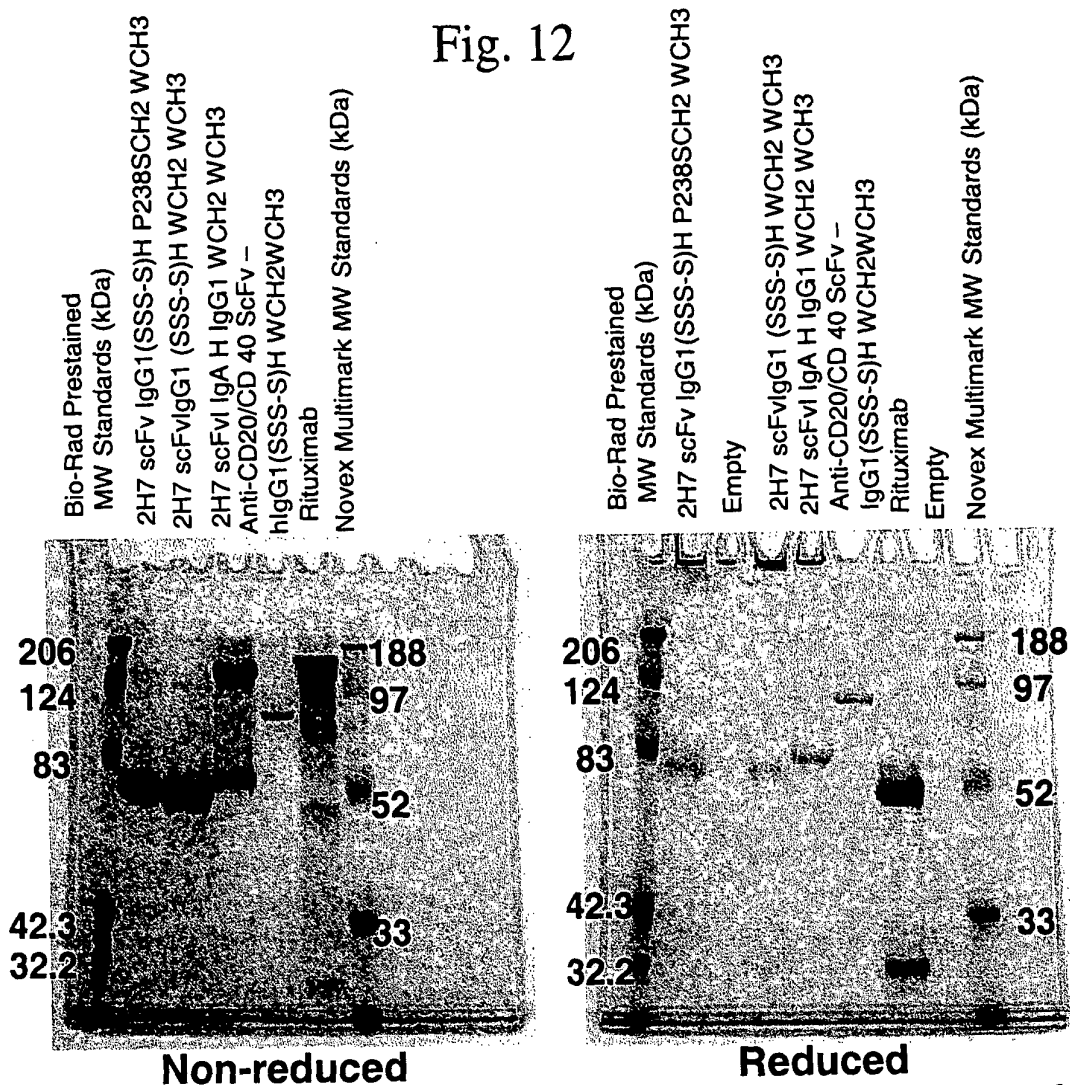 Fig. 12
Bio-Rad Prestained
MW Standards (kDa)
2H7 scFv IgG1(SSS-S)H P238SCH2 WCH3
2H7 scFvIgG1 (SSS-S)H WCH2 WCH3
2H7 scFvI IgA H IgG1 WCH2 WCH3
Anti-CD20/CD 40 ScFv –
hIgG1(SSS-S)H WCH2WCH3
Rituximab
Novex Multimark MW Standards (kDa)
206
124
83
42.3
32.2
188
97
52
33
Non-reduced
Bio-Rad Prestained
MW Standards (kDa)
2H7 scFv IgG1(SSS-S)H P238SCH2 WCH3
Empty
2H7 scFvIgG1 (SSS-S)H WCH2 WCH3
2H7 scFvI IgA H IgG1 WCH2 WCH3
Anti-CD20/CD 40 ScFv –
IgG1(SSS-S)H WCH2WCH3
Rituximab
Empty
Novex Multimark MW Standards (kDa)
206
124
83
42.3
32.2
188
97
52
33
Reduced